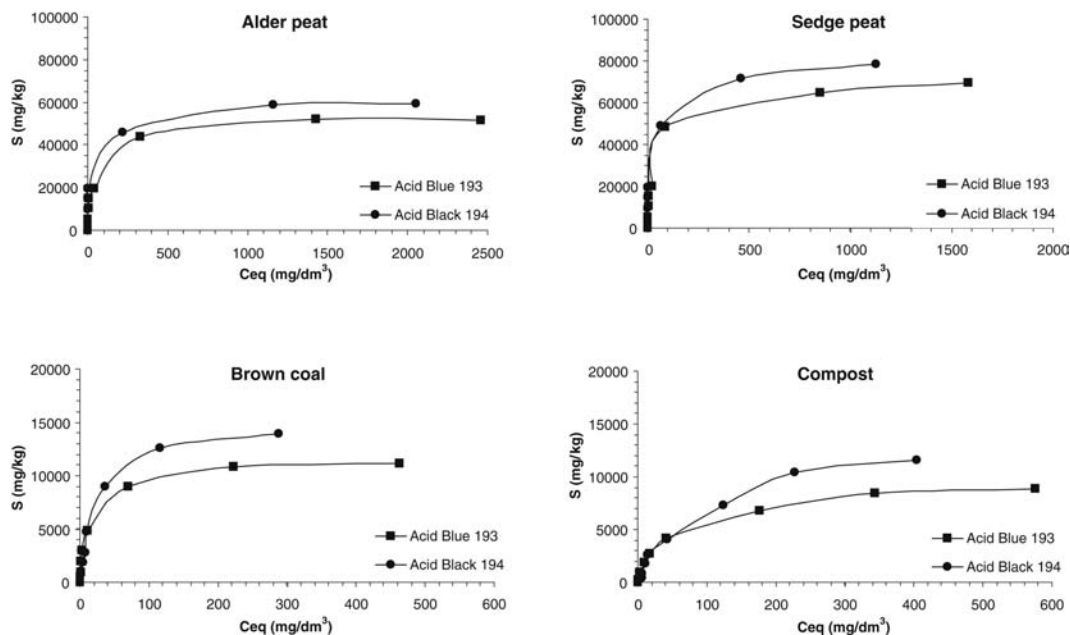 Alder peat
100000
80000
60000
40000
20000
0
S (mg/kg)
0 500 1000 1500 2000 2500
Ceq (mg/dm³)
Acid Blue 193
Acid Black 194
Sedge peat
100000
80000
60000
40000
20000
0
S (mg/kg)
0 500 1000 1500 2000
Ceq (mg/dm³)
Acid Blue 193
Acid Black 194
Brown coal
20000
15000
10000
5000
0
S (mg/kg)
0 100 200 300 400 500 600
Ceq (mg/dm³)
Acid Blue 193
Acid Black 194
Compost
20000
15000
10000
5000
0
S (mg/kg)
0 100 200 300 400 500 600
Ceq (mg/dm³)
Acid Blue 193
Acid Black 194